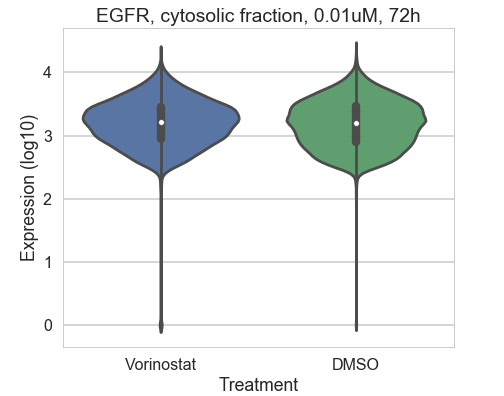 EGFR, cytosolic fraction, 0.01uM, 72h
Expression (log10)
4
3
2
1
0
Vorinostat DMSO
Treatment